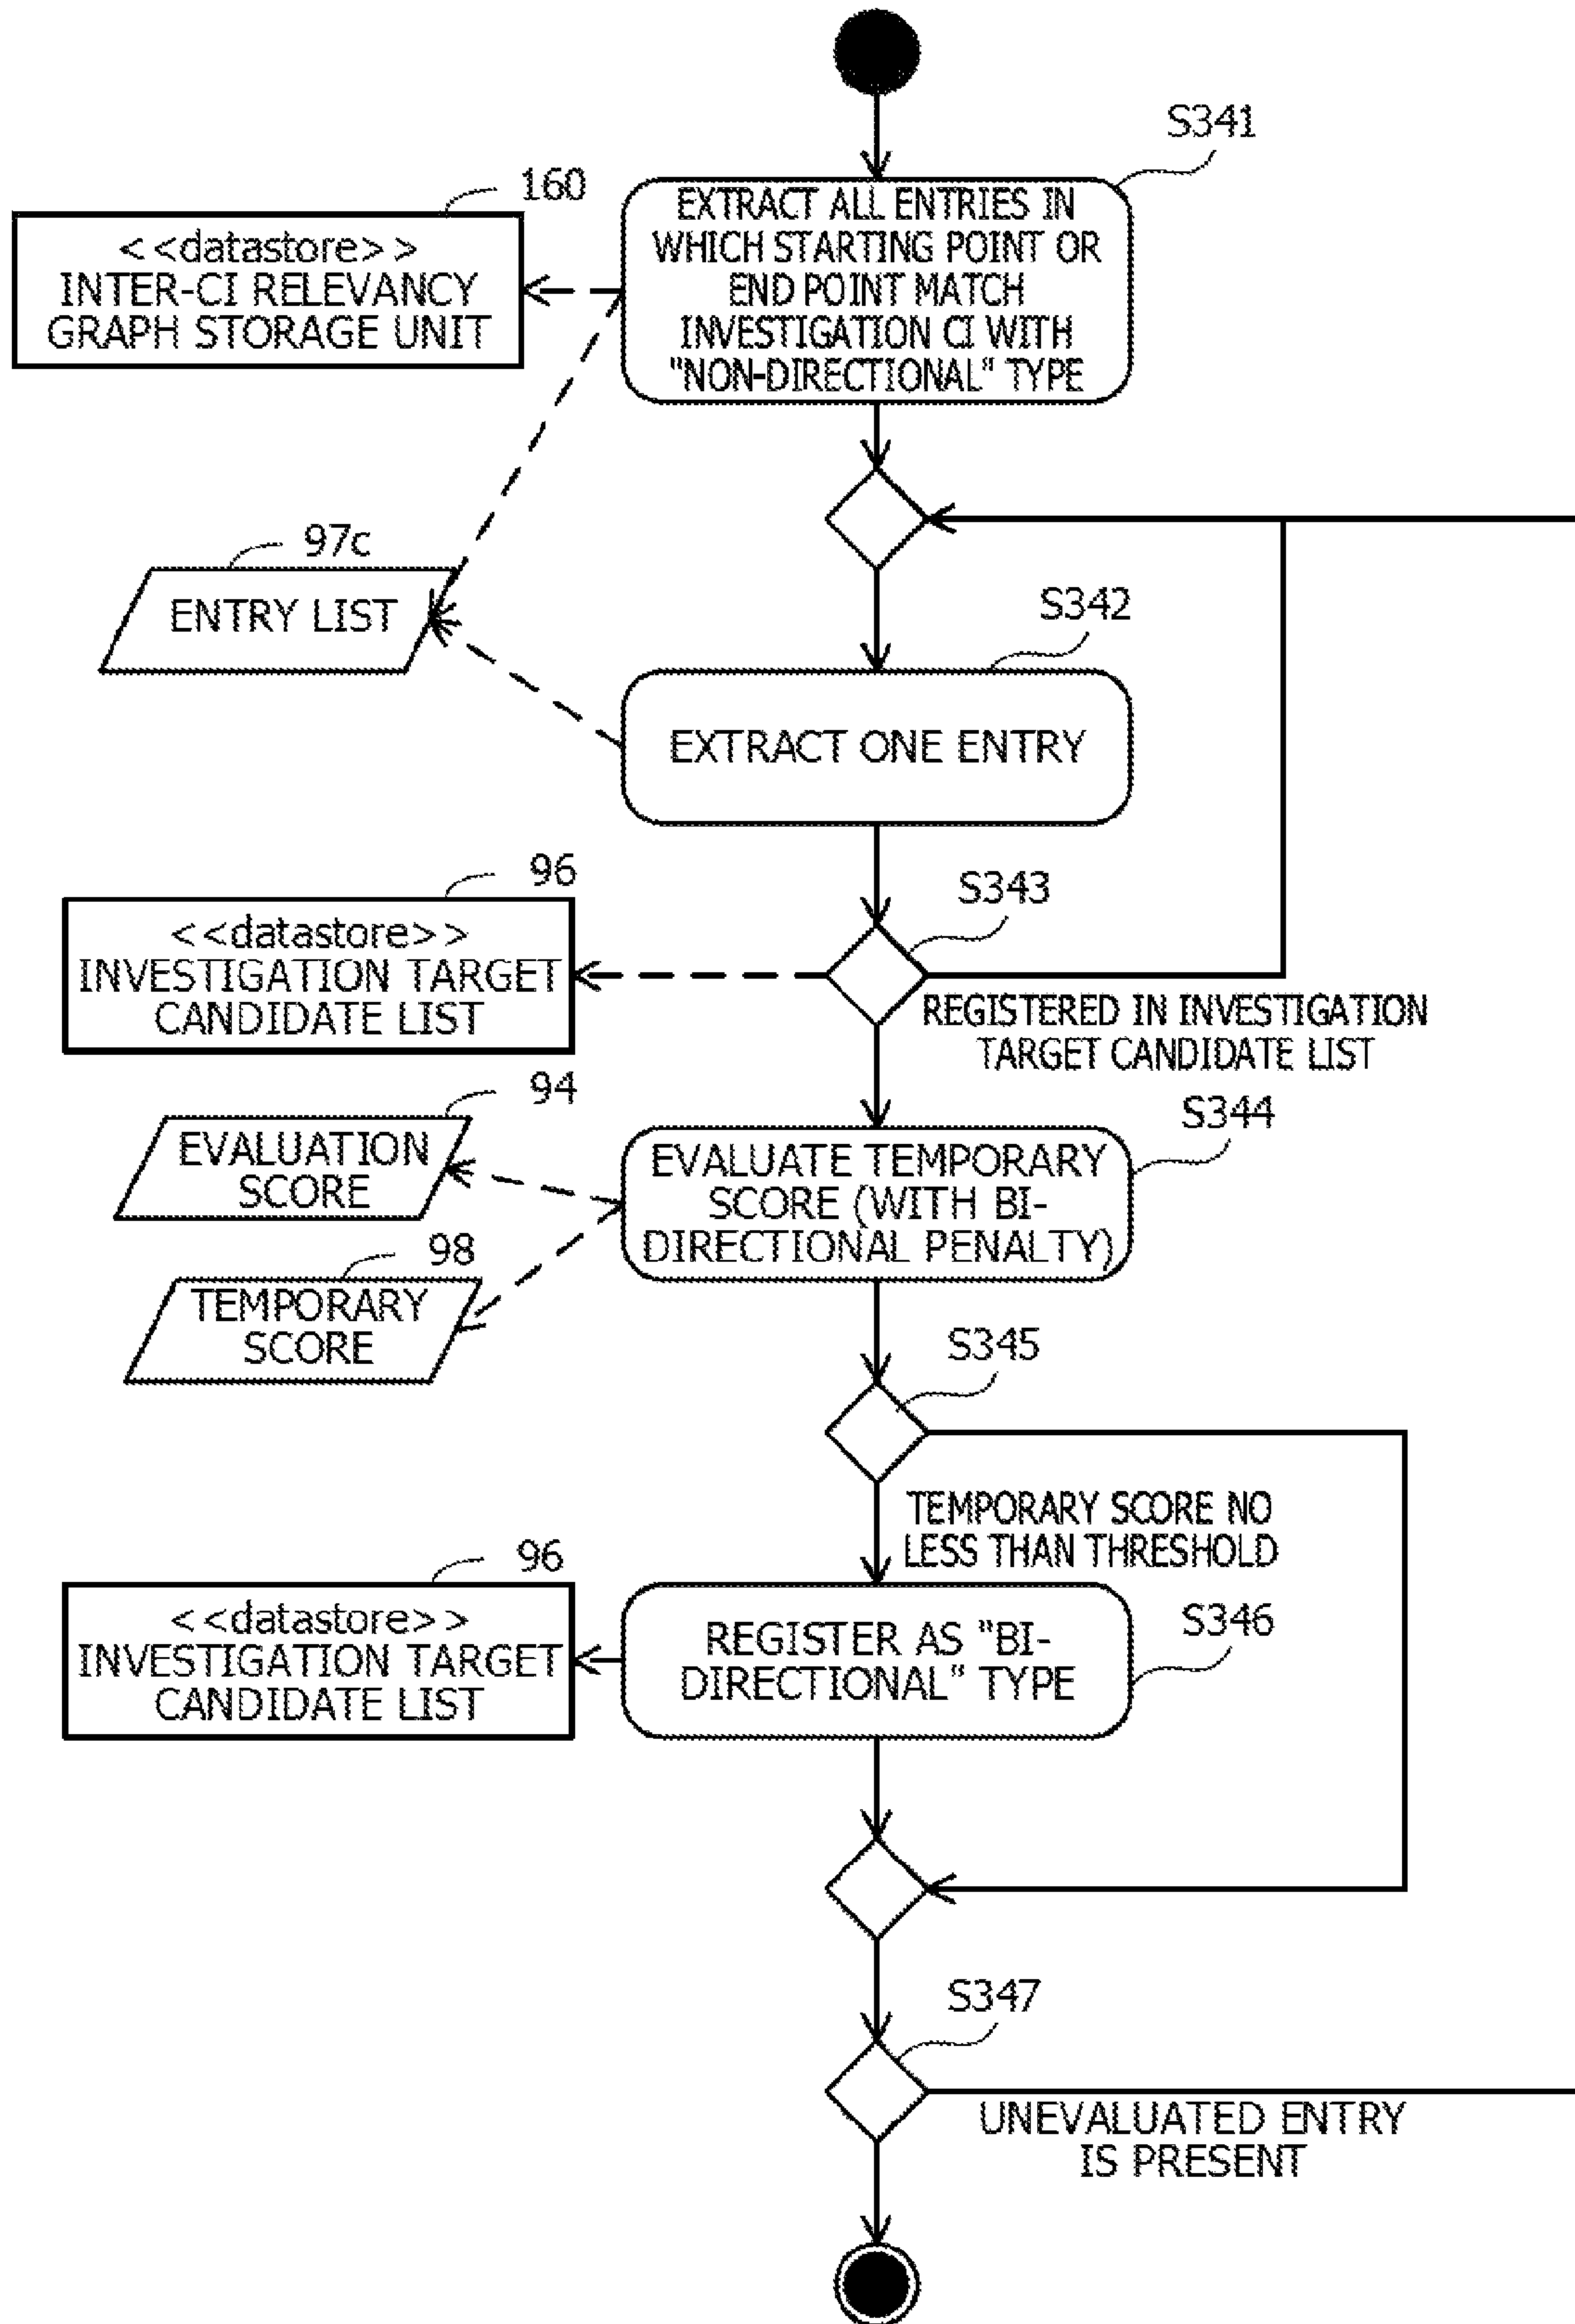 S341
EXTRACT ALL ENTRIES IN
WHICH STARTING POINT OR
END POINT MATCH
INVESTIGATION CI WITH
"NON-DIRECTIONAL" TYPE
160
<<datastore>>
INTER-CI RELEVANCY
GRAPH STORAGE UNIT
97c
ENTRY LIST
S342
EXTRACT ONE ENTRY
96
<<datastore>>
INVESTIGATION TARGET
CANDIDATE LIST
S343
REGISTERED IN INVESTIGATION
TARGET CANDIDATE LIST
94
EVALUATION
SCORE
S344
EVALUATE TEMPORARY
SCORE (WITH BI-
DIRECTIONAL PENALTY)
98
TEMPORARY
SCORE
S345
TEMPORARY SCORE NO
LESS THAN THRESHOLD
96
<<datastore>>
INVESTIGATION TARGET
CANDIDATE LIST
S346
REGISTER AS "BI-
DIRECTIONAL" TYPE
S347
UNEVALUATED ENTRY
IS PRESENT